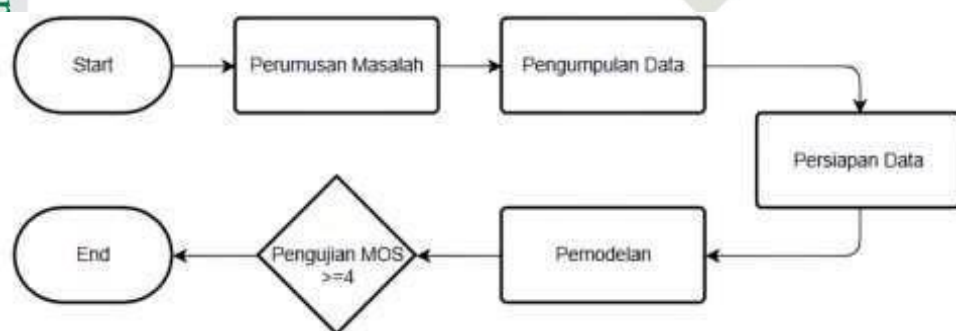 Start
Perumusan Masalah
Pengumpulan Data
Persiapan Data
Pemodelan
Pengujian MOS
>=4
End